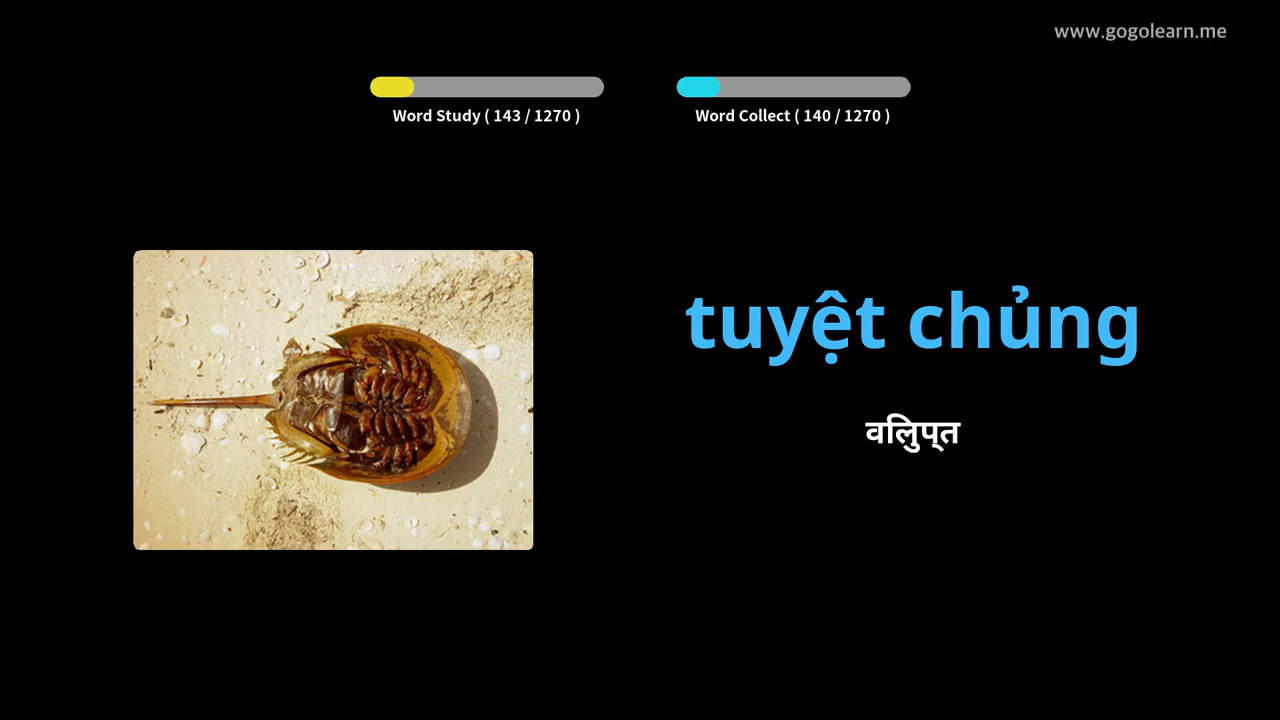 www.gogolearn.me
Word Study ( 143 / 1270 )
Word Collect ( 140 / 1270 )
tuyệt chủng
विलुप्त